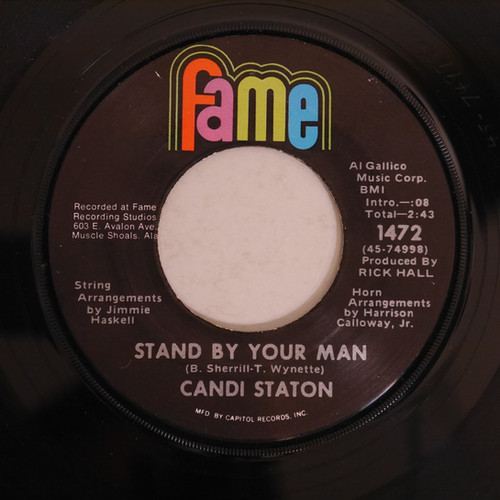 fame
Al Gallico
Music Corp.
BMI
Intro.—:08
Total—2:43
1472
(45-74998)
Produced By
RICK HALL
Recorded at Fame
Recording Studios
603 E. Avalon Ave.
Muscle Shoals, Ala
String
Arrangements
by Jimmie
Haskell
Horn
Arrangements
by Harrison
Calloway, Jr.
STAND BY YOUR MAN
(B. Sherrill-T. Wynette)
CANDI STATON
MFD. BY CAPITOL RECORDS, INC.